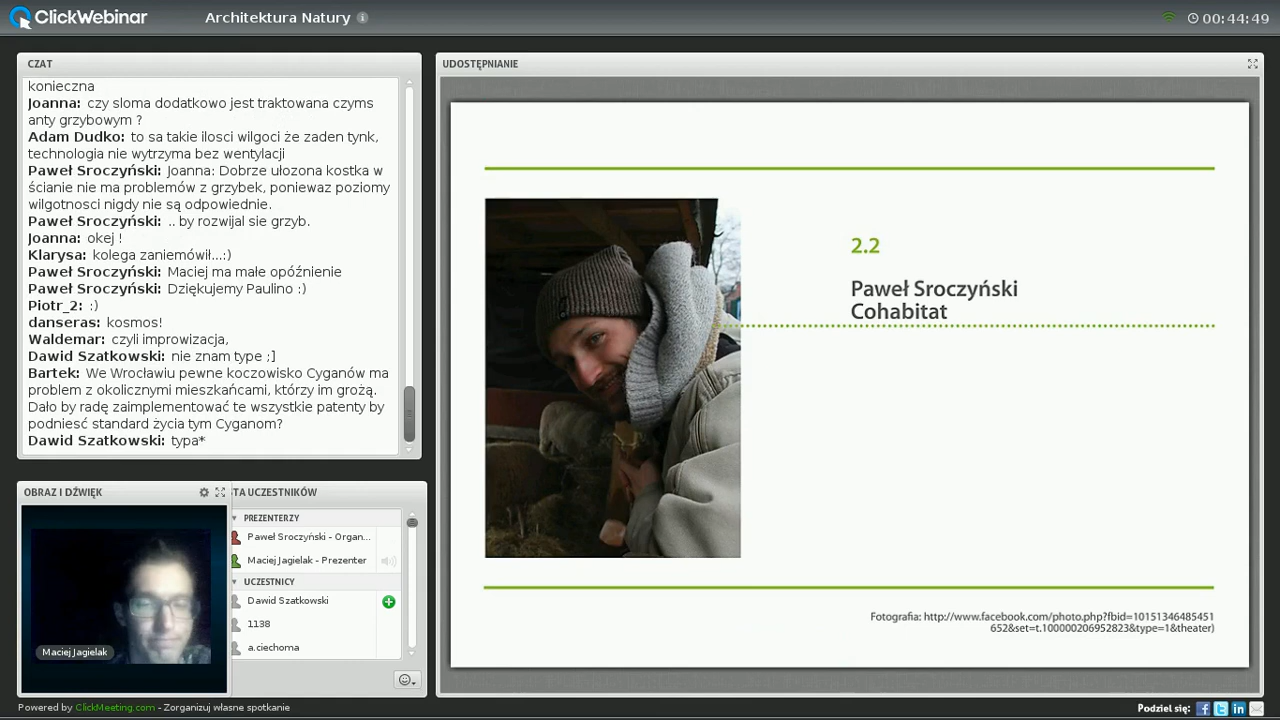 ClickWebinar
Architektura Natury
00:44:49
CZAT
konieczna
Joanna: czy sloma dodatkowo jest traktowana czyms
anty grzybowym ?
Adam Dudko: to sa takie ilosci wilgoci że zaden tynk,
technologia nie wytrzyma bez wentylacji
Paweł Sroczyński: Joanna: Dobrze ułozona kostka w
ścianie nie ma problemów z grzybek, poniewaz poziomy
wilgotnosci nigdy nie są odpowiednie.
Paweł Sroczyński: .. by rozwijal sie grzyb.
Joanna: okej !
Klarysa: kolega zaniemówił...:)
Paweł Sroczyński: Maciej ma małe opóźnienie
Paweł Sroczyński: Dziękujemy Paulino :)
Piotr_2: :)
danseras: kosmos!
Waldemar: czyli improwizacja,
Dawid Szatkowski: nie znam type ;]
Bartek: We Wrocławiu pewne koczowisko Cyganów ma
problem z okolicznymi mieszkańcami, którzy im grożą.
Dało by radę zaimplementować te wszystkie patenty by
podnieść standard życia tym Cyganom?
Dawid Szatkowski: typa*
OBRAZ I DŹWIĘK
Maciej Jagielak
TA UCZESTNIKÓW
PREZENTERZY
Paweł Sroczyński - Organ...
Maciej Jagielak - Prezenter
UCZESTNICY
Dawid Szatkowski
1138
a.ciechoma
UDOSTĘPNIANIE
2.2
Paweł Sroczyński
Cohabitat
Fotografia: http://www.facebook.com/photo.php?fbid=10151346485451
652&set=t.100000206952823&type=1&theater)
Powered by ClickMeeting.com - Zorganizuj własne spotkanie
Podziel się: